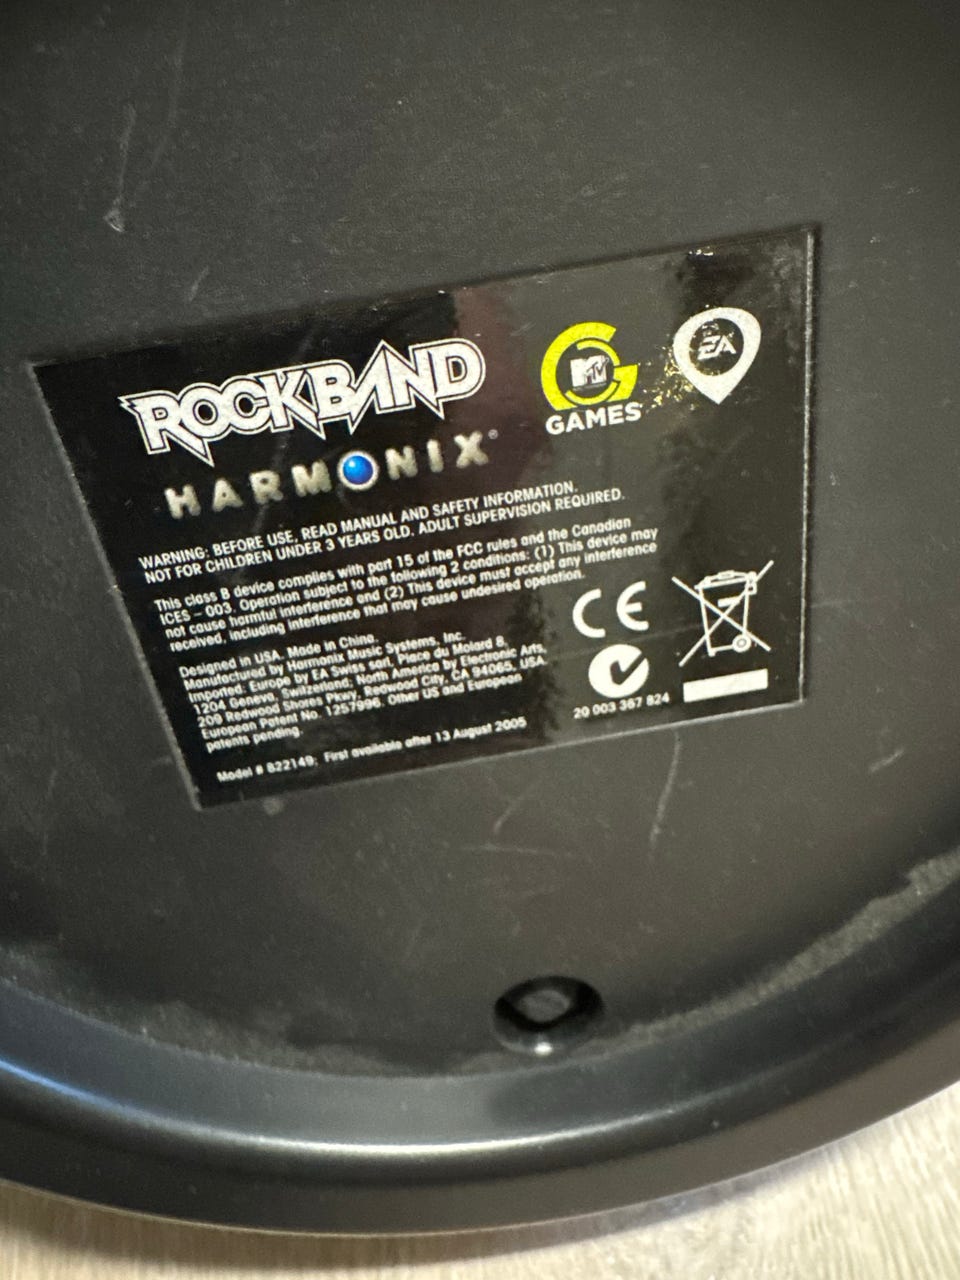 ROCKBAND
HARMONIX®
MTV
GAMES
EA
WARNING: BEFORE USE, READ MANUAL AND SAFETY INFORMATION.
NOT FOR CHILDREN UNDER 3 YEARS OLD. ADULT SUPERVISION REQUIRED.
This class B device complies with part 15 of the FCC rules and the Canadian
ICES – 003. Operation subject to the following 2 conditions: (1) This device may
not cause harmful interference and (2) This device must accept any interference
received, including interference that may cause undesired operation.
Designed in USA. Made in China.
Manufactured by Harmonix Music Systems, Inc.
Imported: Europe by EA Swiss sarl, Place du Molard 8,
1204 Geneva, Switzerland; North America by Electronic Arts,
209 Redwood Shores Pkwy, Redwood City, CA 94065, USA.
European Patent No. 1257996. Other US and European
patents pending.
Model # 822149; First available after 13 August 2005
CE
20 003 367 824